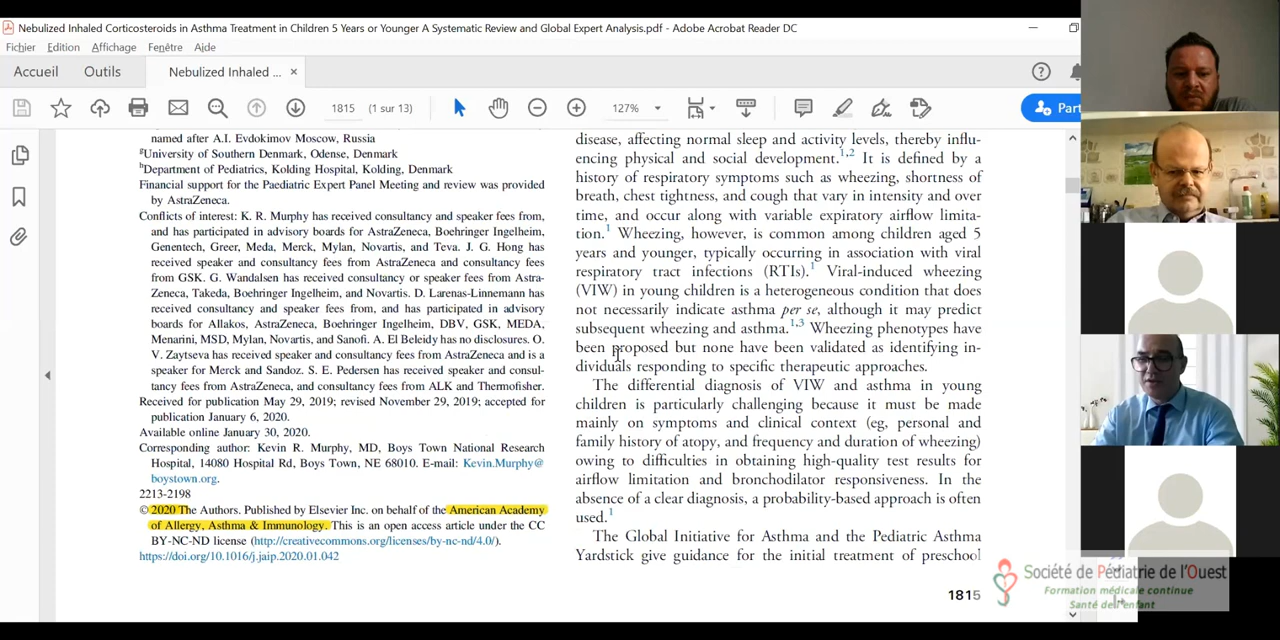 Nebulized Inhaled Corticosteroids in Asthma Treatment in Children 5 Years or Younger A Systematic Review and Global Expert Analysis.pdf - Adobe Acrobat Reader DC
Fichier Edition Affichage Fenêtre Aide
Accueil Outils Nebulized Inhaled ... ×
1815 (1 sur 13) 127% Part
named after A.I. Evdokimov Moscow, Russia
gUniversity of Southern Denmark, Odense, Denmark
hDepartment of Pediatrics, Kolding Hospital, Kolding, Denmark
Financial support for the Paediatric Expert Panel Meeting and review was provided
by AstraZeneca.
Conflicts of interest: K. R. Murphy has received consultancy and speaker fees from,
and has participated in advisory boards for AstraZeneca, Boehringer Ingelheim,
Genentech, Greer, Meda, Merck, Mylan, Novartis, and Teva. J. G. Hong has
received speaker and consultancy fees from AstraZeneca and consultancy fees
from GSK. G. Wandalsen has received consultancy or speaker fees from Astra-
Zeneca, Takeda, Boehringer Ingelheim, and Novartis. D. Larenas-Linnemann has
received consultancy and speaker fees from, and has participated in advisory
boards for Allakos, AstraZeneca, Boehringer Ingelheim, DBV, GSK, MEDA,
Menarini, MSD, Mylan, Novartis, and Sanofi. A. El Beleidy has no disclosures. O.
V. Zaytseva has received speaker and consultancy fees from AstraZeneca and is a
speaker for Merck and Sandoz. S. E. Pedersen has received speaker and consul-
tancy fees from AstraZeneca, and consultancy fees from ALK and Thermofisher.
Received for publication May 29, 2019; revised November 29, 2019; accepted for
publication January 6, 2020.
Available online January 30, 2020.
Corresponding author: Kevin R. Murphy, MD, Boys Town National Research
Hospital, 14080 Hospital Rd, Boys Town, NE 68010. E-mail: Kevin.Murphy@
boystown.org.
2213-2198
© 2020 The Authors. Published by Elsevier Inc. on behalf of the American Academy
of Allergy, Asthma & Immunology. This is an open access article under the CC
BY-NC-ND license (http://creativecommons.org/licenses/by-nc-nd/4.0/).
https://doi.org/10.1016/j.jaip.2020.01.042
disease, affecting normal sleep and activity levels, thereby influ-
encing physical and social development.1,2 It is defined by a
history of respiratory symptoms such as wheezing, shortness of
breath, chest tightness, and cough that vary in intensity and over
time, and occur along with variable expiratory airflow limita-
tion.1 Wheezing, however, is common among children aged 5
years and younger, typically occurring in association with viral
respiratory tract infections (RTIs).1 Viral-induced wheezing
(VIW) in young children is a heterogeneous condition that does
not necessarily indicate asthma per se, although it may predict
subsequent wheezing and asthma.1,3 Wheezing phenotypes have
been proposed but none have been validated as identifying in-
dividuals responding to specific therapeutic approaches.
The differential diagnosis of VIW and asthma in young
children is particularly challenging because it must be made
mainly on symptoms and clinical context (eg, personal and
family history of atopy, and frequency and duration of wheezing)
owing to difficulties in obtaining high-quality test results for
airflow limitation and bronchodilator responsiveness. In the
absence of a clear diagnosis, a probability-based approach is often
used.1
The Global Initiative for Asthma and the Pediatric Asthma
Yardstick give guidance for the initial treatment of preschool
1815
Société de Pédiatrie de l'Ouest
Formation médicale continue
Santé de l'enfant